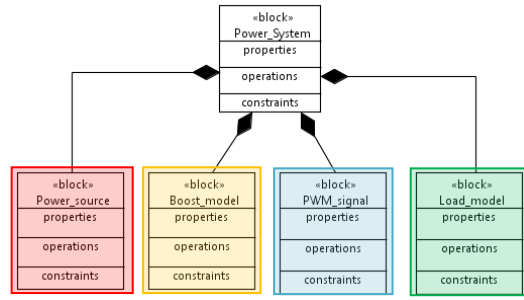 «block»
Power_System
properties
operations
constraints
«block»
Power_source
properties
operations
constraints
«block»
Boost_model
properties
operations
constraints
«block»
PWM_signal
properties
operations
constraints
«block»
Load_model
properties
operations
constraints